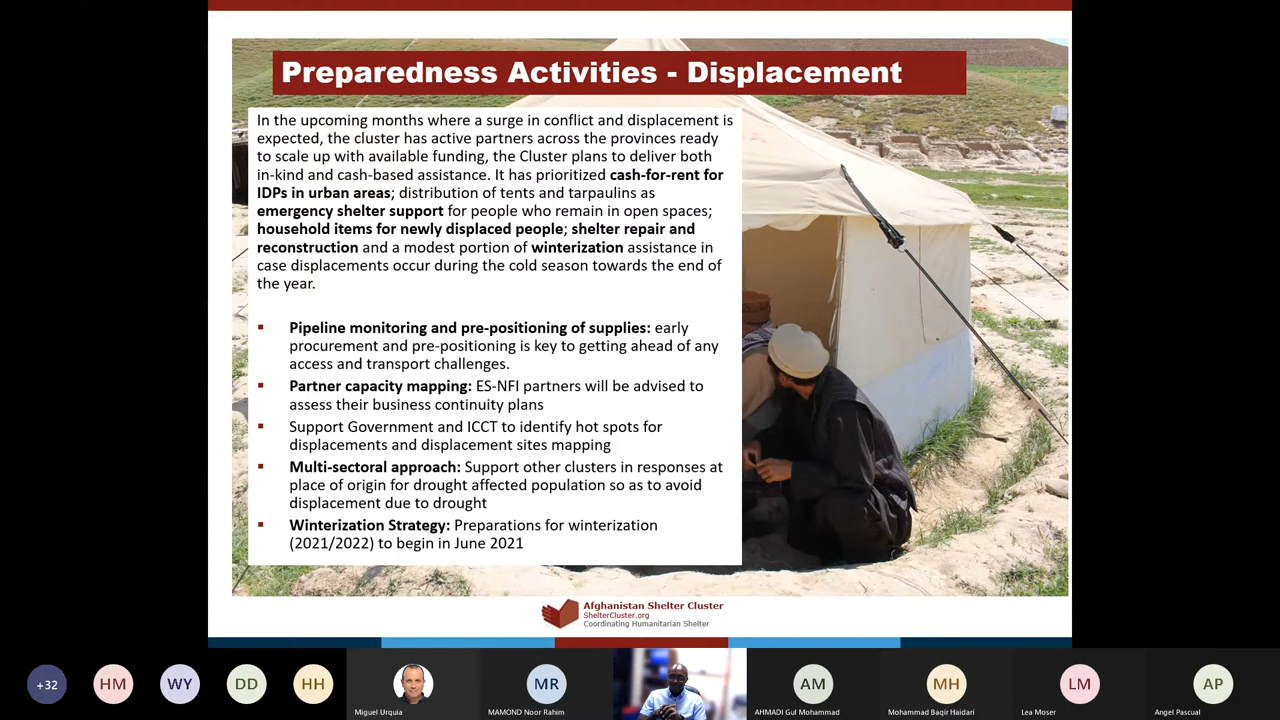 Preparedness Activities - Displacement
In the upcoming months where a surge in conflict and displacement is
expected, the cluster has active partners across the provinces ready
to scale up with available funding, the Cluster plans to deliver both
in-kind and cash-based assistance. It has prioritized cash-for-rent for
IDPs in urban areas; distribution of tents and tarpaulins as
emergency shelter support for people who remain in open spaces;
household items for newly displaced people; shelter repair and
reconstruction and a modest portion of winterization assistance in
case displacements occur during the cold season towards the end of
the year.
Pipeline monitoring and pre-positioning of supplies: early
procurement and pre-positioning is key to getting ahead of any
access and transport challenges.
Partner capacity mapping: ES-NFI partners will be advised to
assess their business continuity plans
Support Government and ICCT to identify hot spots for
displacements and displacement sites mapping
Multi-sectoral approach: Support other clusters in responses at
place of origin for drought affected population so as to avoid
displacement due to drought
Winterization Strategy: Preparations for winterization
(2021/2022) to begin in June 2021
Afghanistan Shelter Cluster
ShelterCluster.org
Coordinating Humanitarian Shelter
+32
HM
WY
DD
HH
MR
AM
MH
LM
AP
Miguel Urquia
MAMOND Noor Rahim
AHMADI Gul Mohammad
Mohammad Baqir Haidari
Lea Moser
Angel Pascual